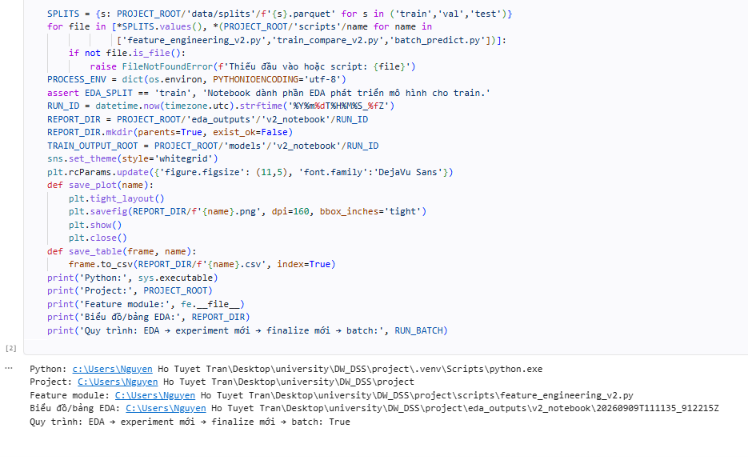 SPLITS = {s: PROJECT_ROOT/'data/splits'/f'{s}.parquet' for s in ('train','val','test')}
for file in [*SPLITS.values(), *(PROJECT_ROOT/'scripts'/name for name in
['feature_engineering_v2.py','train_compare_v2.py','batch_predict.py'])]:
if not file.is_file():
raise FileNotFoundError(f'Thiếu đầu vào hoặc script: {file}')
PROCESS_ENV = dict(os.environ, PYTHONIOENCODING='utf-8')
assert EDA_SPLIT == 'train', 'Notebook dành phần EDA phát triển mô hình cho train.'
RUN_ID = datetime.now(timezone.utc).strftime('%Y%m%dT%H%M%S_%fZ')
REPORT_DIR = PROJECT_ROOT/'eda_outputs'/'v2_notebook'/RUN_ID
REPORT_DIR.mkdir(parents=True, exist_ok=False)
TRAIN_OUTPUT_ROOT = PROJECT_ROOT/'models'/'v2_notebook'/RUN_ID
sns.set_theme(style='whitegrid')
plt.rcParams.update({'figure.figsize': (11,5), 'font.family':'DejaVu Sans'})
def save_plot(name):
plt.tight_layout()
plt.savefig(REPORT_DIR/f'{name}.png', dpi=160, bbox_inches='tight')
plt.show()
plt.close()
def save_table(frame, name):
frame.to_csv(REPORT_DIR/f'{name}.csv', index=True)
print('Python:', sys.executable)
print('Project:', PROJECT_ROOT)
print('Feature module:', fe.__file__)
print('Biểu đồ/bảng EDA:', REPORT_DIR)
print('Quy trình: EDA → experiment mới → finalize mới → batch:', RUN_BATCH)
[2]
... Python: c:\Users\Nguyen Ho Tuyet Tran\Desktop\university\DW_DSS\project\.venv\Scripts\python.exe
Project: C:\Users\Nguyen Ho Tuyet Tran\Desktop\university\DW_DSS\project
Feature module: C:\Users\Nguyen Ho Tuyet Tran\Desktop\university\DW_DSS\project\scripts\feature_engineering_v2.py
Biểu đồ/bảng EDA: C:\Users\Nguyen Ho Tuyet Tran\Desktop\university\DW_DSS\project\eda_outputs\v2_notebook\20260909T111135_912215Z
Quy trình: EDA → experiment mới → finalize mới → batch: True